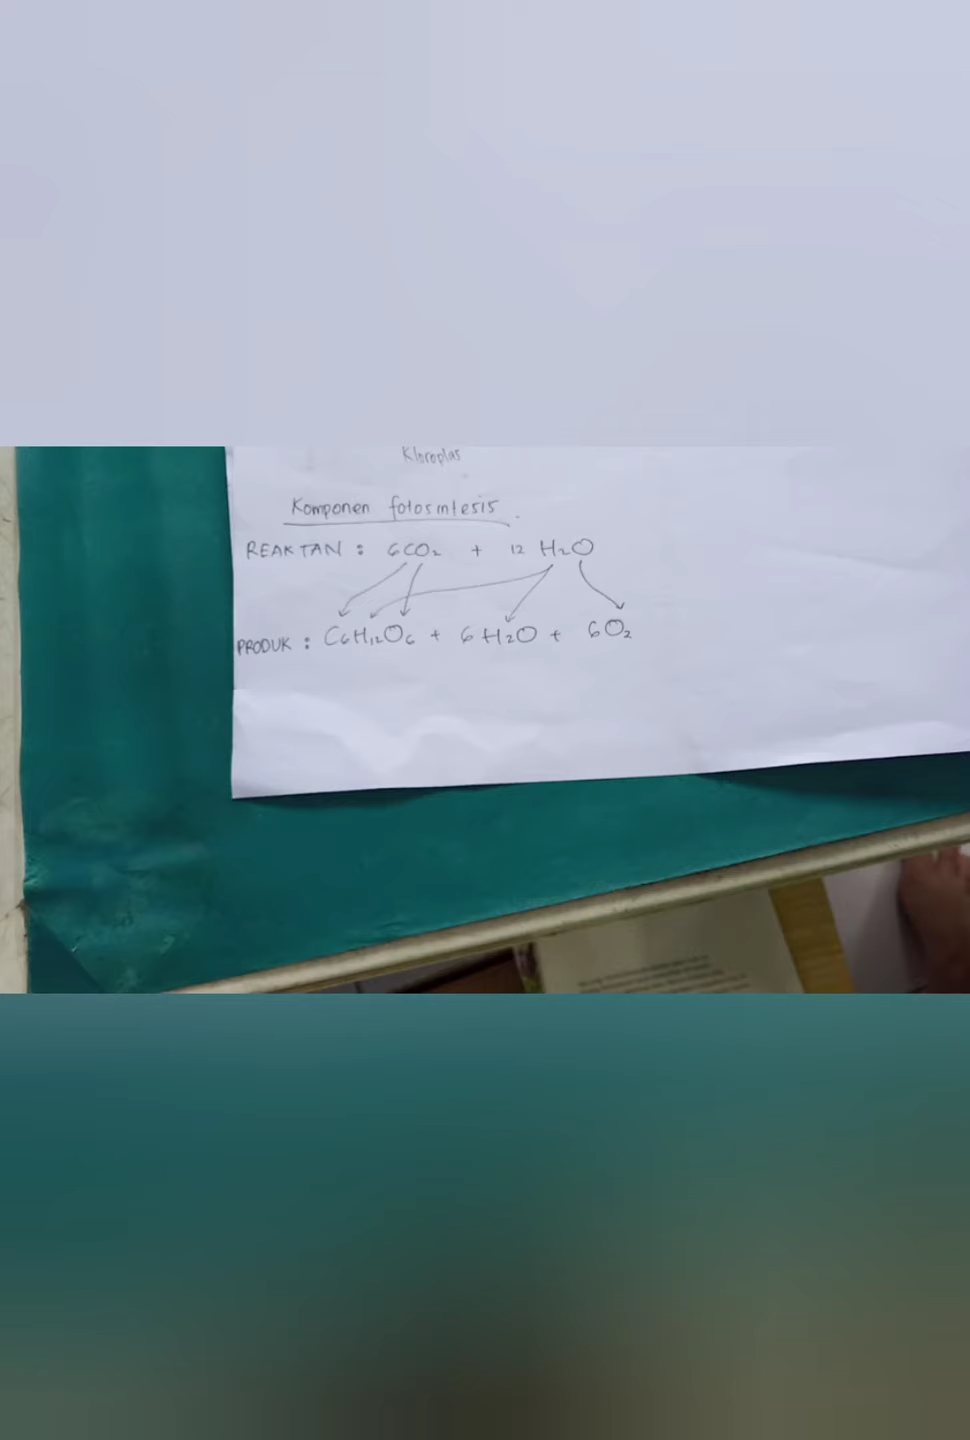 Kloroplas
Komponen fotosintesis.
REAKTAN : 6CO₂ + 12 H₂O
PRODUK : C₆H₁₂O₆ + 6 H₂O + 6O₂